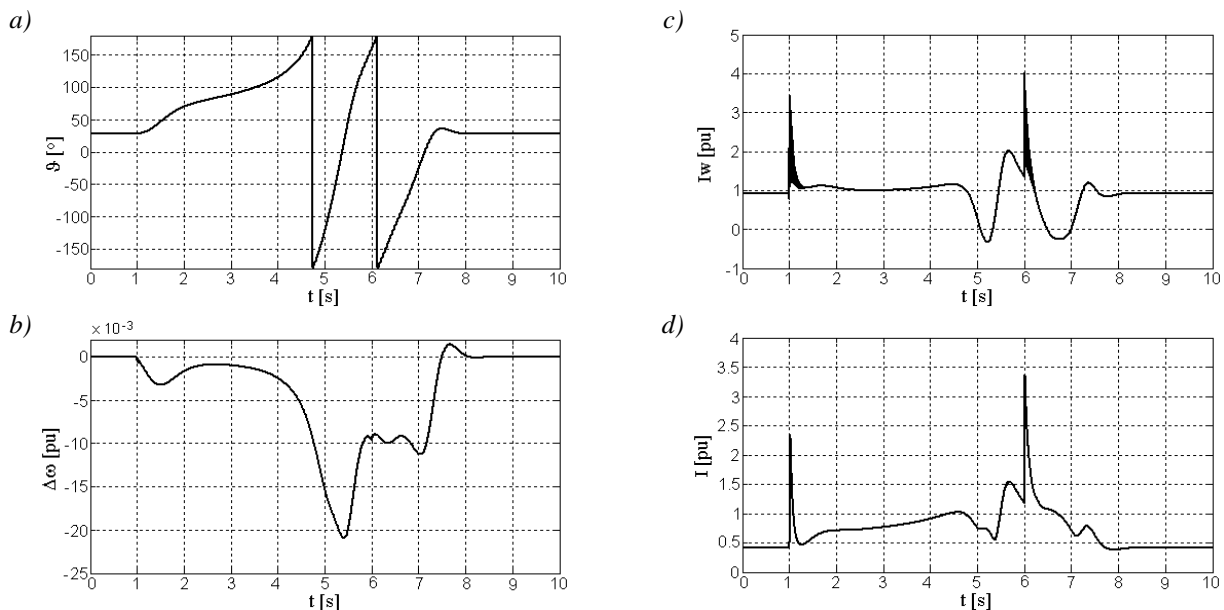 a)
150
100
50
0
-50
-100
-150
ϑ [°]
0 1 2 3 4 5 6 7 8 9 10
t [s]
b)
× 10⁻³
0
-5
-10
-15
-20
-25
Δω [pu]
0 1 2 3 4 5 6 7 8 9 10
t [s]
c)
5
4
3
2
1
0
-1
Iw [pu]
0 1 2 3 4 5 6 7 8 9 10
t [s]
d)
4
3.5
3
2.5
2
1.5
1
0.5
0
I [pu]
0 1 2 3 4 5 6 7 8 9 10
t [s]